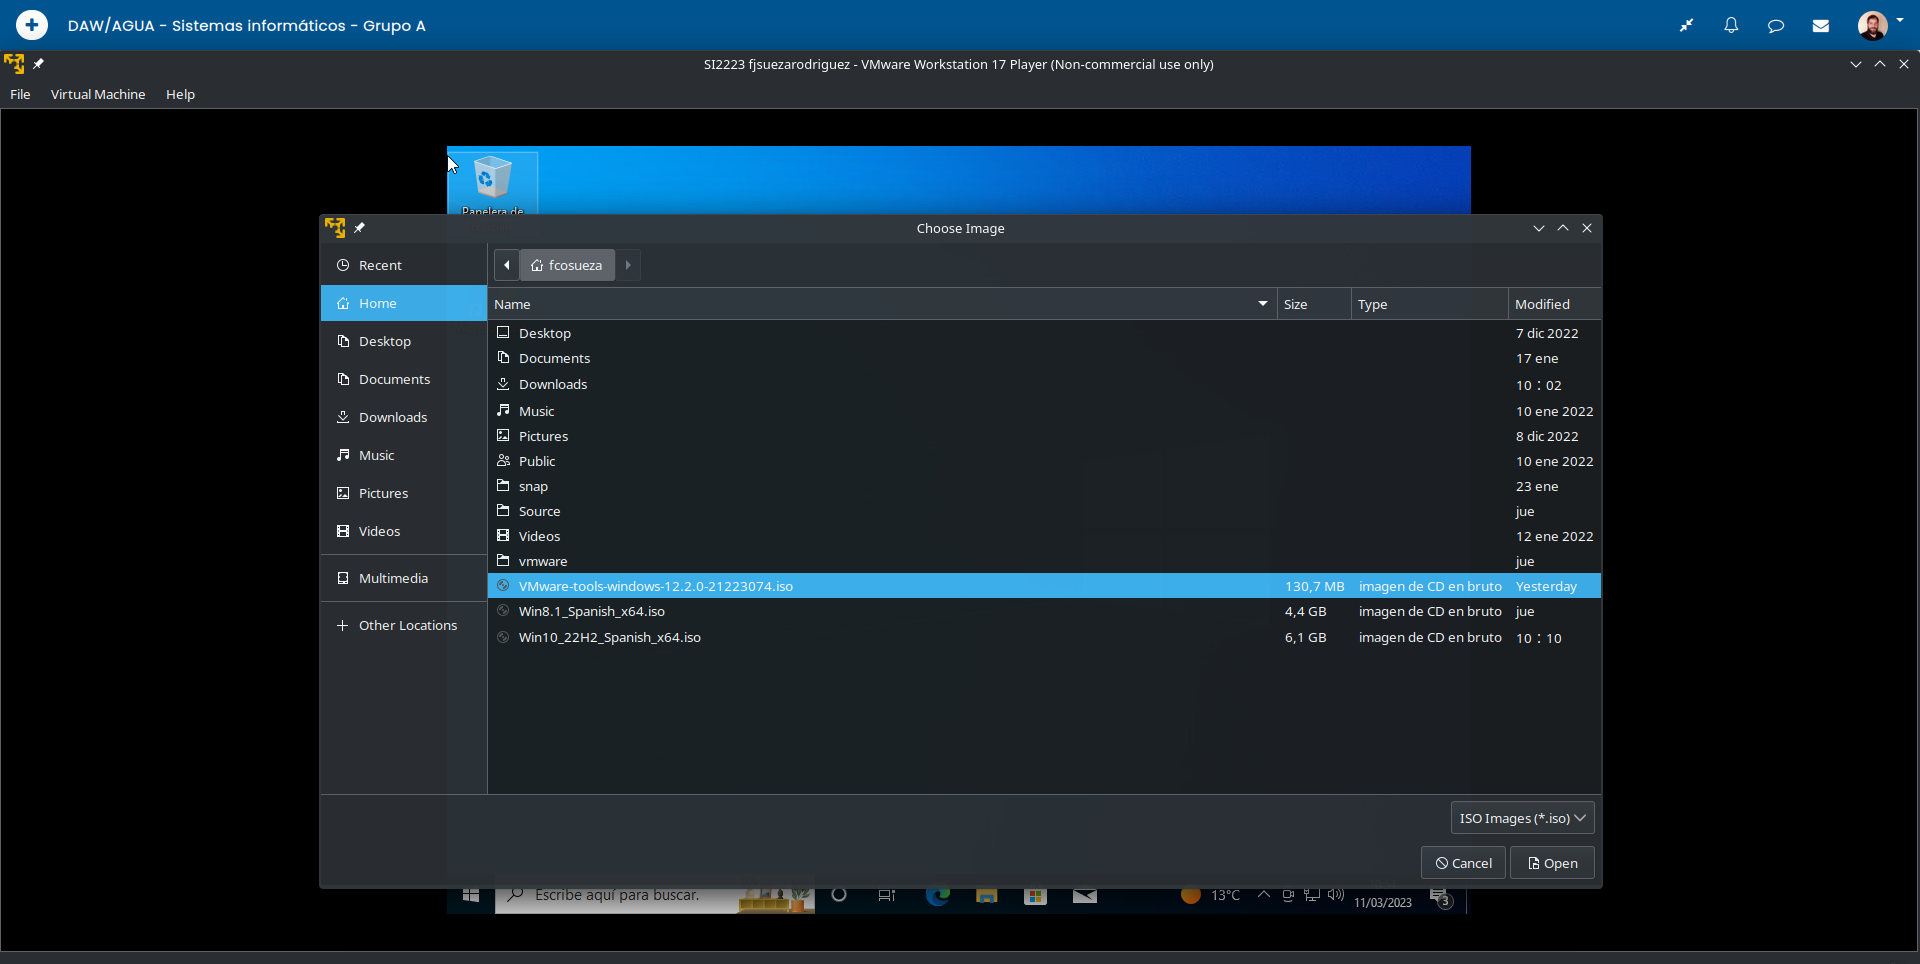 DAW/AGUA - Sistemas informáticos - Grupo A
SI2223 fjsuezarodriguez - VMware Workstation 17 Player (Non-commercial use only)
File Virtual Machine Help
Papelera de
Choose Image
Recent
Home
Desktop
Documents
Downloads
Music
Pictures
Videos
Multimedia
Other Locations
fcosueza
Name Size Type Modified
Desktop 7 dic 2022
Documents 17 ene
Downloads 10:02
Music 10 ene 2022
Pictures 8 dic 2022
Public 10 ene 2022
snap 23 ene
Source jue
Videos 12 ene 2022
vmware jue
VMware-tools-windows-12.2.0-21223074.iso 130,7 MB imagen de CD en bruto Yesterday
Win8.1_Spanish_x64.iso 4,4 GB imagen de CD en bruto jue
Win10_22H2_Spanish_x64.iso 6,1 GB imagen de CD en bruto 10:10
ISO Images (*.iso)
Cancel Open
Escribe aquí para buscar.
13°C
11/03/2023
3